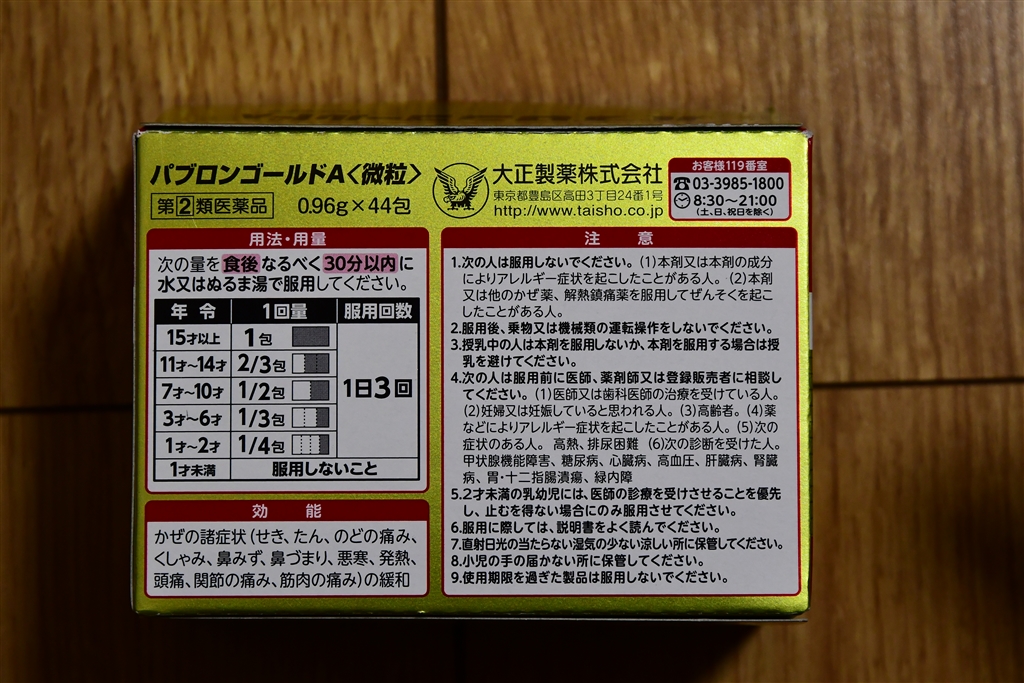 パブロンゴールドA〈微粒〉
第②類医薬品 0.96g×44包
大正製薬株式会社
東京都豊島区高田3丁目24番1号
http://www.taisho.co.jp
お客様119番室
03-3985-1800
8:30~21:00
(土、日、祝日を除く)
用法・用量
次の量を食後なるべく30分以内に
水又はぬるま湯で服用してください。
年令 1回量 服用回数
15才以上 1包
11才~14才 2/3包
7才~10才 1/2包
1日3回
3才~6才 1/3包
1才~2才 1/4包
1才未満 服用しないこと
効能
かぜの諸症状(せき、たん、のどの痛み、
くしゃみ、鼻みず、鼻づまり、悪寒、発熱、
頭痛、関節の痛み、筋肉の痛み)の緩和
注意
1.次の人は服用しないでください。(1)本剤又は本剤の成分
によりアレルギー症状を起こしたことがある人。(2)本剤
又は他のかぜ薬、解熱鎮痛薬を服用してぜんそくを起こ
したことがある人。
2.服用後、乗物又は機械類の運転操作をしないでください。
3.授乳中の人は本剤を服用しないか、本剤を服用する場合は授
乳を避けてください。
4.次の人は服用前に医師、薬剤師又は登録販売者に相談し
てください。(1)医師又は歯科医師の治療を受けている人。
(2)妊婦又は妊娠していると思われる人。(3)高齢者。(4)薬
などによりアレルギー症状を起こしたことがある人。(5)次の
症状のある人。 高熱、排尿困難 (6)次の診断を受けた人。
甲状腺機能障害、糖尿病、心臓病、高血圧、肝臓病、腎臓
病、胃・十二指腸潰瘍、緑内障
5.2才未満の乳幼児には、医師の診療を受けさせることを優先
し、止むを得ない場合にのみ服用させてください。
6.服用に際しては、説明書をよく読んでください。
7.直射日光の当たらない湿気の少ない涼しい所に保管してください。
8.小児の手の届かない所に保管してください。
9.使用期限を過ぎた製品は服用しないでください。